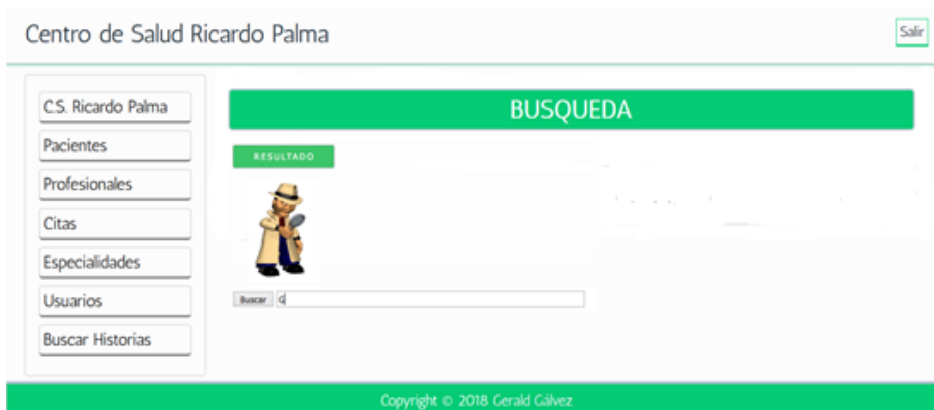 Centro de Salud Ricardo Palma
Salir
C.S. Ricardo Palma
Pacientes
Profesionales
Citas
Especialidades
Usuarios
Buscar Historias
BUSQUEDA
RESULTADO
Buscar G
Copyright © 2018 Gerald Gálvez